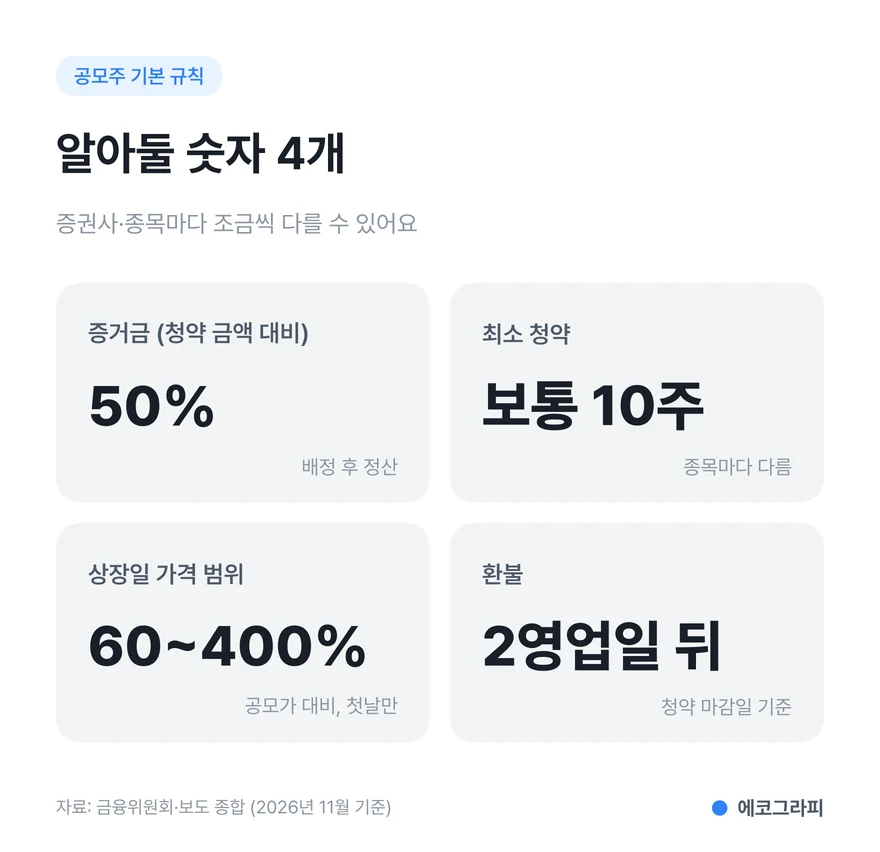 공모주 기본 규칙
알아둘 숫자 4개
증권사·종목마다 조금씩 다를 수 있어요
증거금 (청약 금액 대비)
50%
배정 후 정산
최소 청약
보통 10주
종목마다 다름
상장일 가격 범위
60~400%
공모가 대비, 첫날만
환불
2영업일 뒤
청약 마감일 기준
자료: 금융위원회·보도 종합 (2026년 11월 기준)
에코그라피